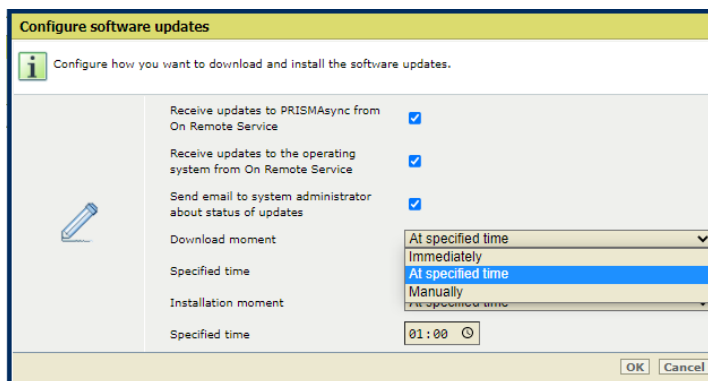 Configure software updates
Configure how you want to download and install the software updates.
Receive updates to PRISMAsync from
On Remote Service
Receive updates to the operating
system from On Remote Service
Send email to system administrator
about status of updates
Download moment
At specified time
Immediately
At specified time
Manually
Specified time
Installation moment
At specified time
Specified time
01:00
OK
Cancel